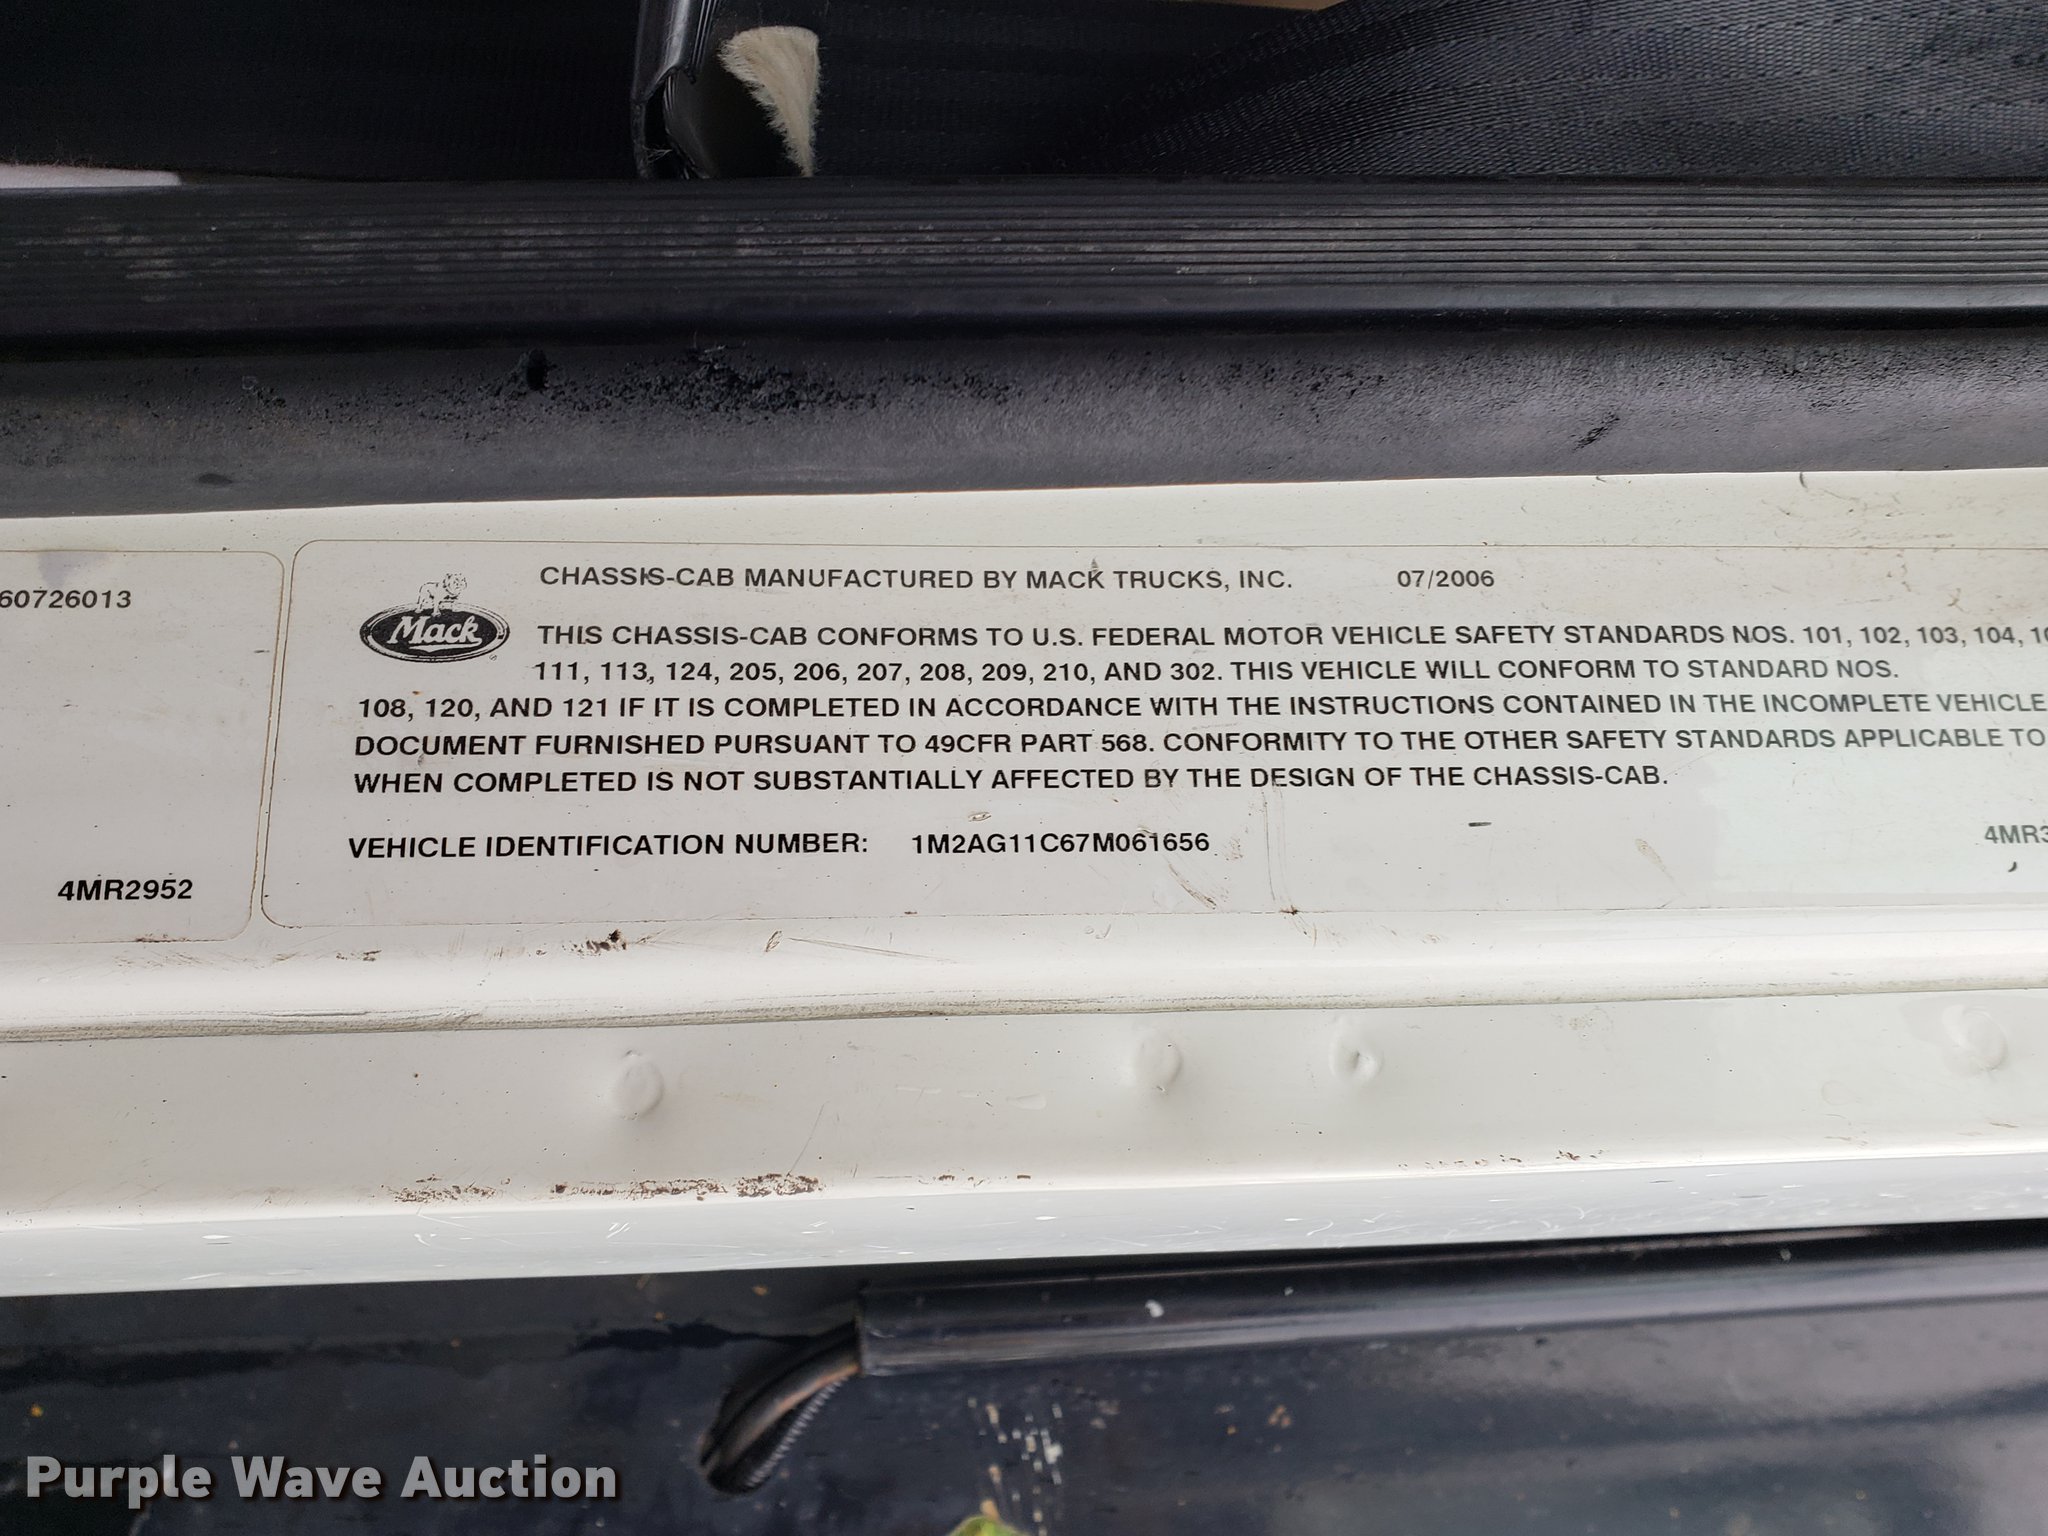 60726013
4MR2952
Mack
CHASSIS-CAB MANUFACTURED BY MACK TRUCKS, INC. 07/2006
THIS CHASSIS-CAB CONFORMS TO U.S. FEDERAL MOTOR VEHICLE SAFETY STANDARDS NOS. 101, 102, 103, 104,
111, 113, 124, 205, 206, 207, 208, 209, 210, AND 302. THIS VEHICLE WILL CONFORM TO STANDARD NOS.
108, 120, AND 121 IF IT IS COMPLETED IN ACCORDANCE WITH THE INSTRUCTIONS CONTAINED IN THE INCOMPLETE VEHICLE
DOCUMENT FURNISHED PURSUANT TO 49CFR PART 568. CONFORMITY TO THE OTHER SAFETY STANDARDS APPLICABLE TO
WHEN COMPLETED IS NOT SUBSTANTIALLY AFFECTED BY THE DESIGN OF THE CHASSIS-CAB.
VEHICLE IDENTIFICATION NUMBER: 1M2AG11C67M061656
4MR3
Purple Wave Auction